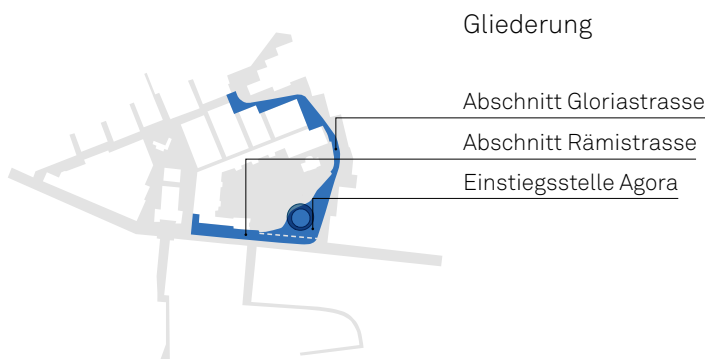 Gliederung
Abschnitt Gloriastrasse
Abschnitt Rämistrasse
Einstiegsstelle Agora